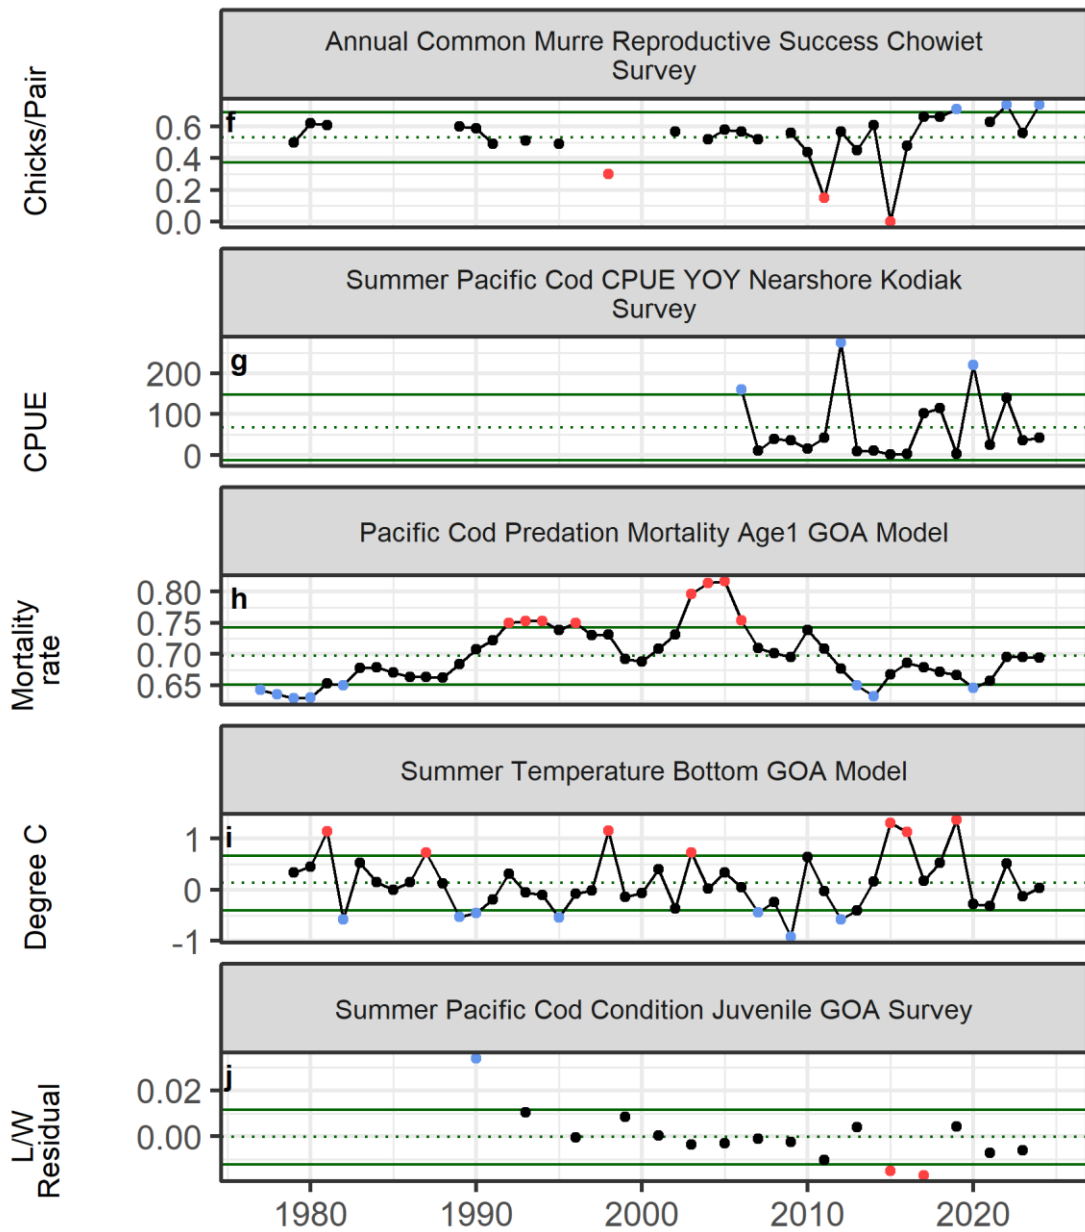 Annual Common Murre Reproductive Success Chowiet
Survey
Chicks/Pair
f
0.6
0.4
0.2
0.0
Summer Pacific Cod CPUE YOY Nearshore Kodiak
Survey
CPUE
g
200
100
0
Pacific Cod Predation Mortality Age1 GOA Model
Mortality
rate
h
0.80
0.75
0.70
0.65
Summer Temperature Bottom GOA Model
Degree C
i
1
0
-1
Summer Pacific Cod Condition Juvenile GOA Survey
L/W
Residual
j
0.02
0.00
1980 1990 2000 2010 2020